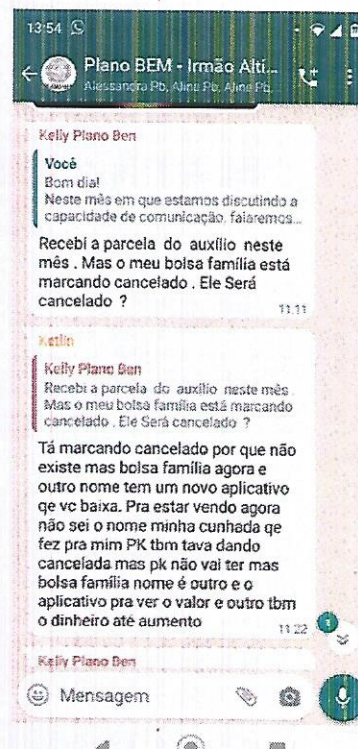 13:54
Plano BEM - Irmão Alti...
Alessandra Pb, Aline Pb, Aline Pb,
Kelly Plano Ben
Você
Bom dia!
Neste mês em que estamos discutindo a
capacidade de comunicação, falaremos...
Recebi a parcela do auxílio neste
mês . Mas o meu bolsa família está
marcando cancelado . Ele Será
cancelado ?
11:11
Ketlin
Kelly Plano Ben
Recebi a parcela do auxílio neste mês .
Mas o meu bolsa família está marcando
cancelado . Ele Será cancelado ?
Tá marcando cancelado por que não
existe mas bolsa família agora e
outro nome tem um novo aplicativo
qe vc baixa. Pra estar vendo agora
não sei o nome minha cunhada qe
fez pra mim PK tbm tava dando
cancelada mas pk não vai ter mas
bolsa família nome é outro e o
aplicativo pra ver o valor e outro tbm
o dinheiro até aumento
11:22
Kelly Plano Ben
Mensagem